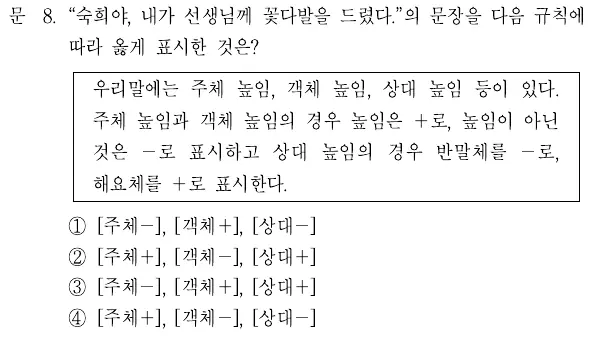 문 8. “숙희야, 내가 선생님께 꽃다발을 드렸다.”의 문장을 다음 규칙에
따라 옳게 표시한 것은?
우리말에는 주체 높임, 객체 높임, 상대 높임 등이 있다.
주체 높임과 객체 높임의 경우 높임은 +로, 높임이 아닌
것은 -로 표시하고 상대 높임의 경우 반말체를 -로,
해요체를 +로 표시한다.
① [주체-], [객체+], [상대-]
② [주체+], [객체-], [상대+]
③ [주체-], [객체+], [상대+]
④ [주체+], [객체-], [상대-]